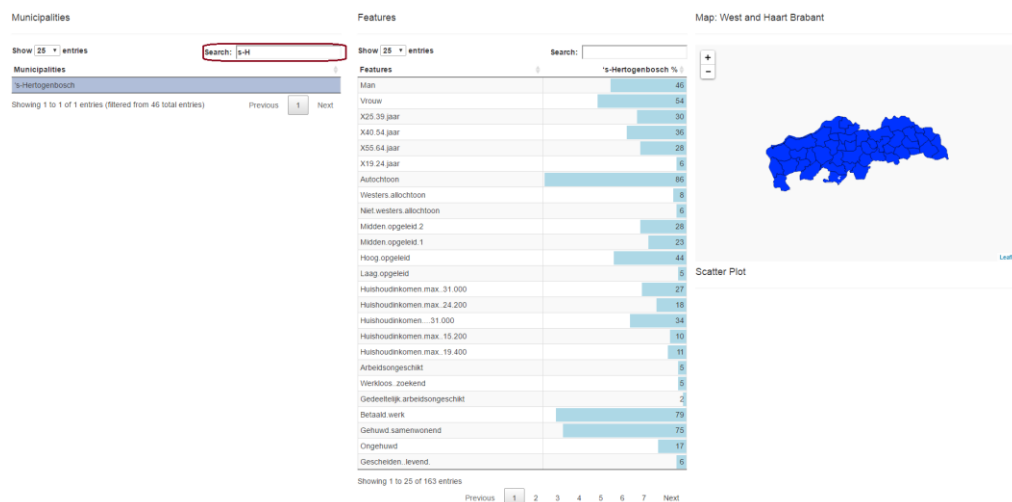 Municipalities
Show 25 entries
Search: s-H
Municipalities
's-Hertogenbosch
Showing 1 to 1 of 1 entries (filtered from 46 total entries)
Previous 1 Next
Features
Show 25 entries
Search:
Features 's-Hertogenbosch %
Man 46
Vrouw 54
X25.39.jaar 30
X40.54.jaar 36
X55.64.jaar 28
X19.24.jaar 6
Autochtoon 86
Westers.allochtoon 8
Niet.westers.allochtoon 6
Midden.opgeleid.2 28
Midden.opgeleid.1 23
Hoog.opgeleid 44
Laag.opgeleid 5
Huishoudinkomen.max..31.000 27
Huishoudinkomen.max..24.200 18
Huishoudinkomen....31.000 34
Huishoudinkomen.max..15.200 10
Huishoudinkomen.max..19.400 11
Arbeidsongeschikt 5
Werkloos..zoekend 5
Gedeeltelijk.arbeidsongeschikt 2
Betaald.werk 79
Gehuwd.samenwonend 75
Ongehuwd 17
Gescheiden..levend. 6
Showing 1 to 25 of 163 entries
Previous 1 2 3 4 5 6 7 Next
Map: West and Haart Brabant
+
-
Leaf
Scatter Plot